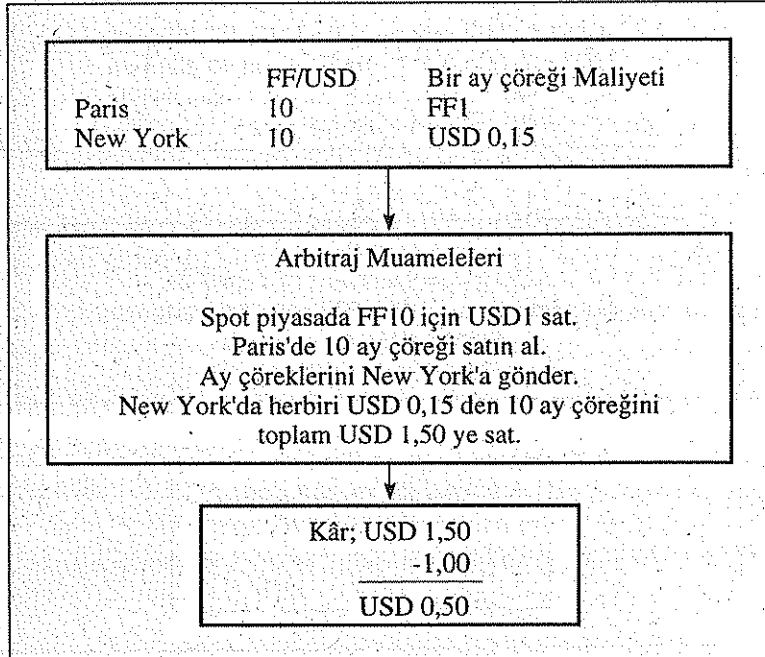 FF/USD Bir ay çöreği Maliyeti
Paris 10 FF1
New York 10 USD 0,15
Arbitraj Muameleleri
Spot piyasada FF10 için USD1 sat.
Paris'de 10 ay çöreği satın al.
Ay çöreklerini New York'a gönder.
New York'da herbiri USD 0,15 den 10 ay çöreğini
toplam USD 1,50 ye sat.
Kâr; USD 1,50
-1,00
USD 0,50